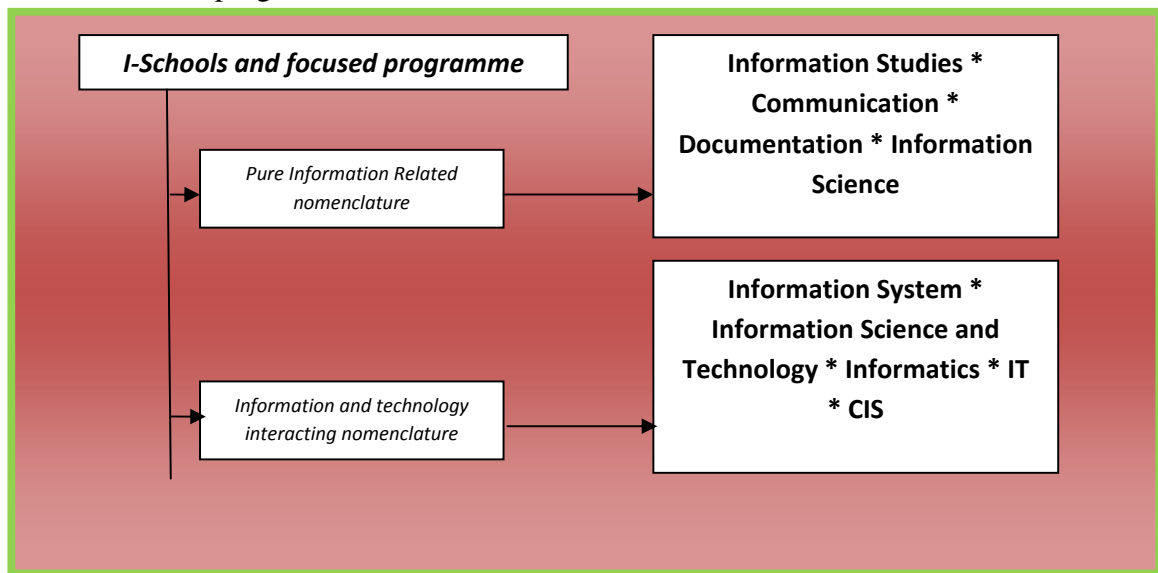 I-Schools and focused programme
Information Studies *
Communication *
Documentation * Information
Science
Pure Information Related
nomenclature
Information System *
Information Science and
Technology * Informatics * IT
* CIS
Information and technology
interacting nomenclature